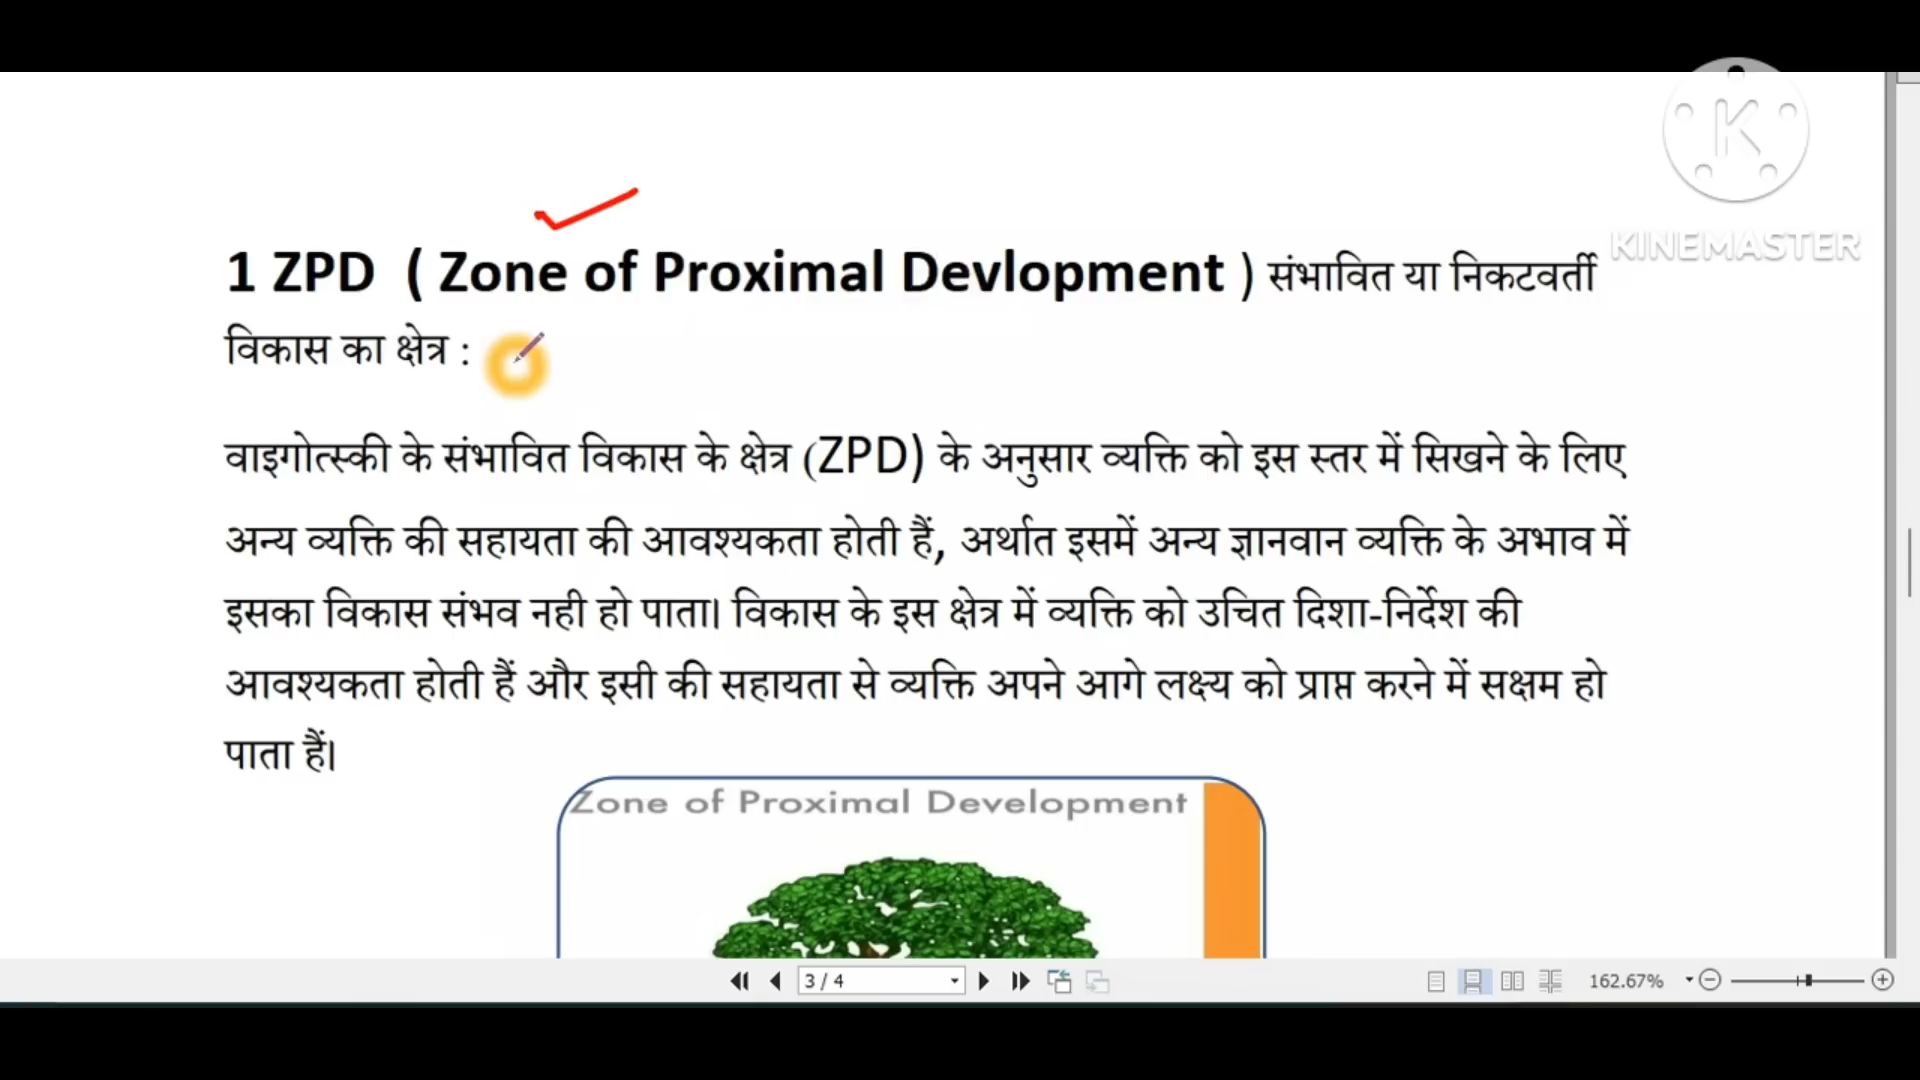 KINEMASTER
1 ZPD ( Zone of Proximal Devlopment ) संभावित या निकटवर्ती
विकास का क्षेत्र :
वाइगोत्स्की के संभावित विकास के क्षेत्र (ZPD) के अनुसार व्यक्ति को इस स्तर में सिखने के लिए
अन्य व्यक्ति की सहायता की आवश्यकता होती हैं, अर्थात इसमें अन्य ज्ञानवान व्यक्ति के अभाव में
इसका विकास संभव नही हो पाता। विकास के इस क्षेत्र में व्यक्ति को उचित दिशा-निर्देश की
आवश्यकता होती हैं और इसी की सहायता से व्यक्ति अपने आगे लक्ष्य को प्राप्त करने में सक्षम हो
पाता हैं।
Zone of Proximal Development
3 / 4
162.67%